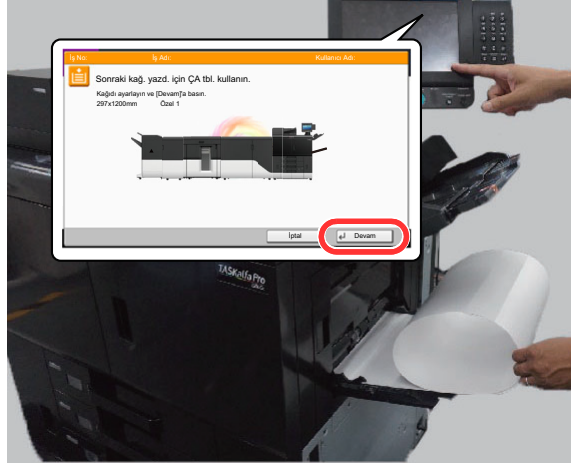 İş No:
İş Adı:
Kullanıcı Adı:
Sonraki kağ. yazd. için ÇA tbl. kullanın.
Kağıdı ayarlayın ve [Devam]'a basın.
297x1200mm
Özel 1
İptal
Devam
TASKalfa Pro